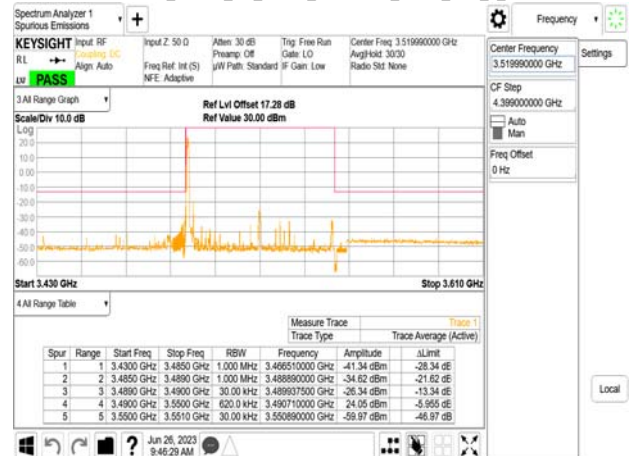 Spectrum Analyzer 1
Spurious Emissions
Frequency
KEYSIGHT Input: RF Input Z: 50 Ω Atten: 30 dB Trig: Free Run Center Freq: 3.519990000 GHz
RL Coupling: DC Preamp: Off Gate: LO Avg|Hold: 30/30
Align: Auto Freq Ref: Int (S) µW Path: Standard IF Gain: Low Radio Std: None
NFE: Adaptive
PASS
Center Frequency
3.519990000 GHz
Settings
CF Step
4.399000000 GHz
Auto
Man
Freq Offset
0 Hz
Local
3 All Range Graph
Ref Lvl Offset 17.28 dB
Scale/Div 10.0 dB Ref Value 30.00 dBm
Log
20.0
10.0
0.00
-10.0
-20.0
-30.0
-40.0
-50.0
-60.0
Start 3.430 GHz Stop 3.610 GHz
4 All Range Table
Measure Trace Trace 1
Trace Type Trace Average (Active)
Spur Range Start Freq Stop Freq RBW Frequency Amplitude ΔLimit
1 1 3.4300 GHz 3.4850 GHz 1.000 MHz 3.466510000 GHz -41.34 dBm -28.34 dB
2 2 3.4850 GHz 3.4890 GHz 1.000 MHz 3.488890000 GHz -34.62 dBm -21.62 dB
3 3 3.4890 GHz 3.4900 GHz 30.00 kHz 3.489937500 GHz -26.34 dBm -13.34 dB
4 4 3.4900 GHz 3.5500 GHz 620.0 kHz 3.490710000 GHz 24.05 dBm -5.955 dB
5 5 3.5500 GHz 3.5510 GHz 30.00 kHz 3.550890000 GHz -59.97 dBm -46.97 dB
Jun 26, 2023
9:46:29 AM